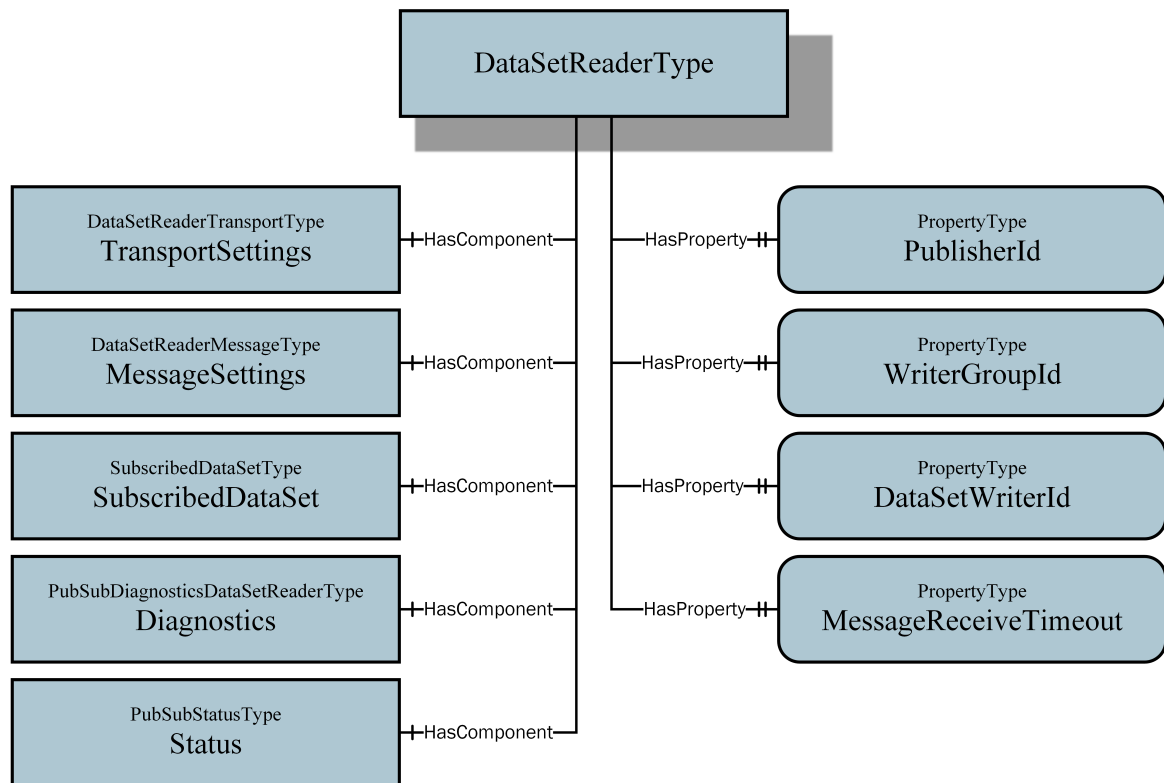 DataSetReaderType
DataSetReaderTransportType
TransportSettings
HasComponent
HasProperty
PropertyType
PublisherId
DataSetReaderMessageType
MessageSettings
HasComponent
HasProperty
PropertyType
WriterGroupId
SubscribedDataSetType
SubscribedDataSet
HasComponent
HasProperty
PropertyType
DataSetWriterId
PubSubDiagnosticsDataSetReaderType
Diagnostics
HasComponent
HasProperty
PropertyType
MessageReceiveTimeout
PubSubStatusType
Status
HasComponent